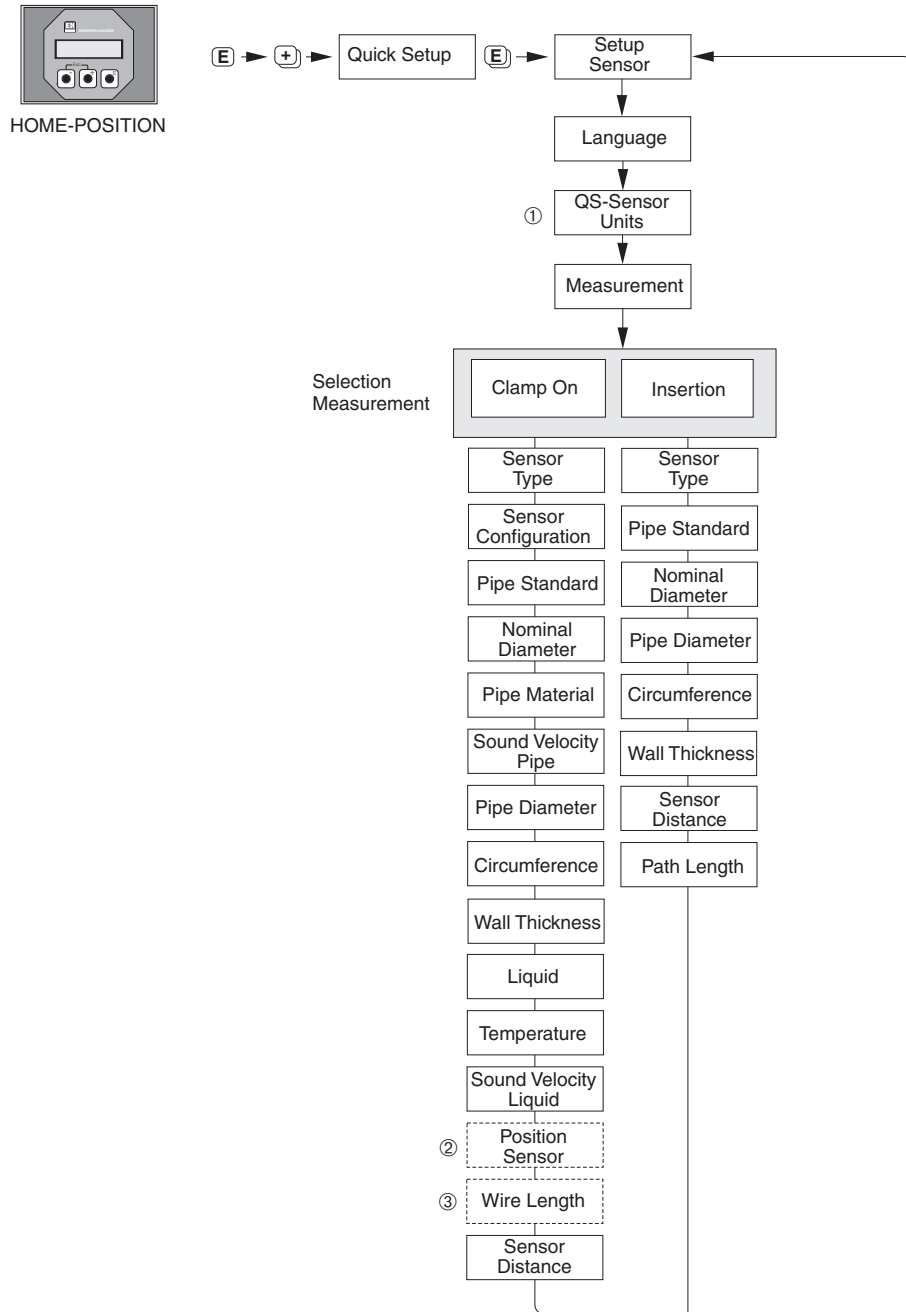 Esc
- + E
HOME-POSITION
E + Quick Setup E Setup
Sensor
Language
① QS-Sensor
Units
Measurement
Selection
Measurement
Clamp On Insertion
Sensor
Type
Sensor
Configuration
Pipe Standard
Nominal
Diameter
Pipe Material
Sound Velocity
Pipe
Pipe Diameter
Circumference
Wall Thickness
Liquid
Temperature
Sound Velocity
Liquid
② Position
Sensor
③ Wire Length
Sensor
Distance
Sensor
Type
Pipe Standard
Nominal
Diameter
Pipe Diameter
Circumference
Wall Thickness
Sensor
Distance
Path Length